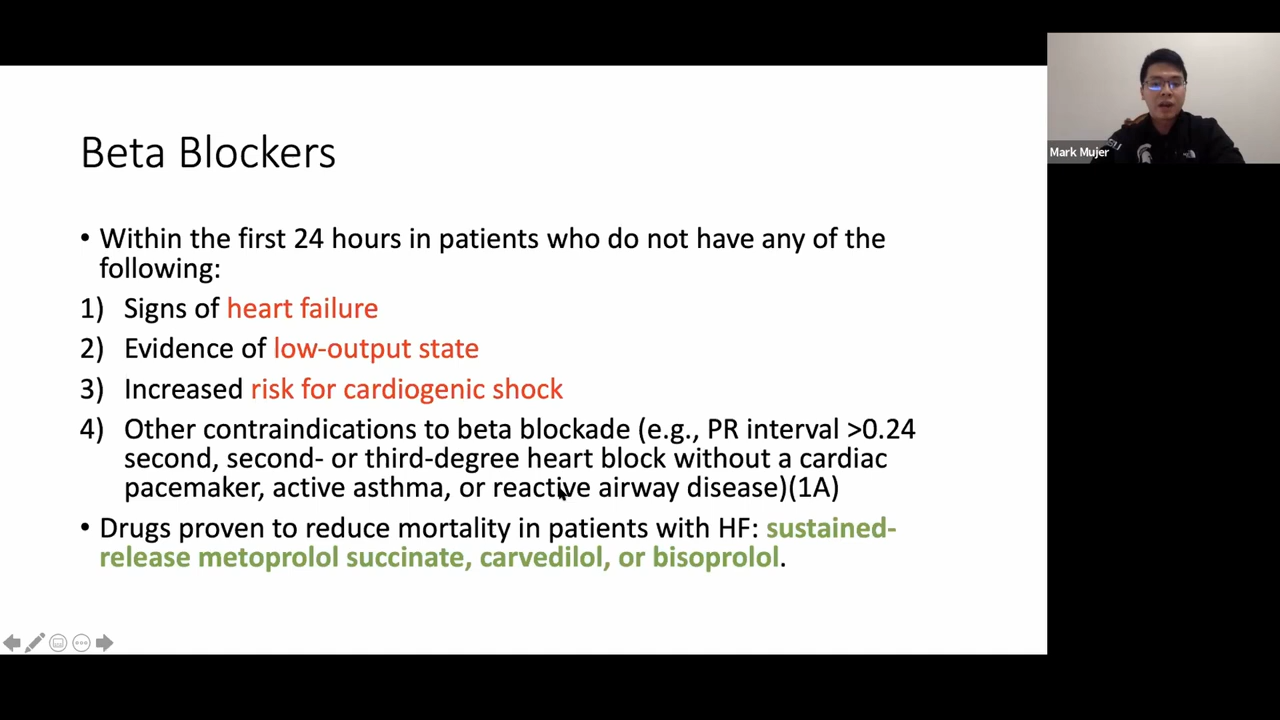 Beta Blockers
• Within the first 24 hours in patients who do not have any of the
following:
1) Signs of heart failure
2) Evidence of low-output state
3) Increased risk for cardiogenic shock
4) Other contraindications to beta blockade (e.g., PR interval >0.24
second, second- or third-degree heart block without a cardiac
pacemaker, active asthma, or reactive airway disease)(1A)
• Drugs proven to reduce mortality in patients with HF: sustained-
release metoprolol succinate, carvedilol, or bisoprolol.
Mark Mujer